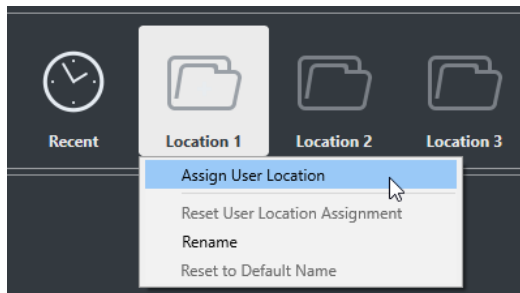 Recent
Location 1
Location 2
Location 3
Assign User Location
Reset User Location Assignment
Rename
Reset to Default Name